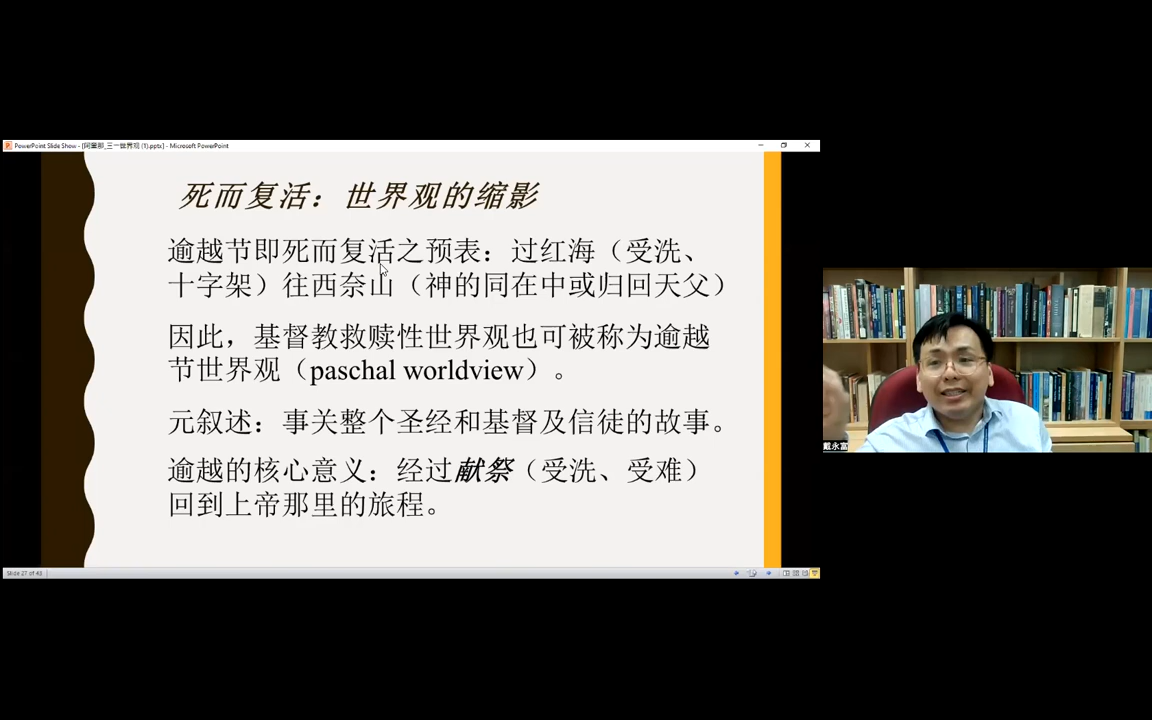 PowerPoint Slide Show - [阿奎那_三一世界观 (1).pptx] - Microsoft PowerPoint
死而复活：世界观的缩影
逾越节即死而复活之预表：过红海（受洗、
十字架）往西奈山（神的同在中或归回天父）
因此，基督教救赎性世界观也可被称为逾越
节世界观（paschal worldview）。
元叙述：事关整个圣经和基督及信徒的故事。
逾越的核心意义：经过献祭（受洗、受难）
回到上帝那里的旅程。
戴永富
Slide 27 of 43